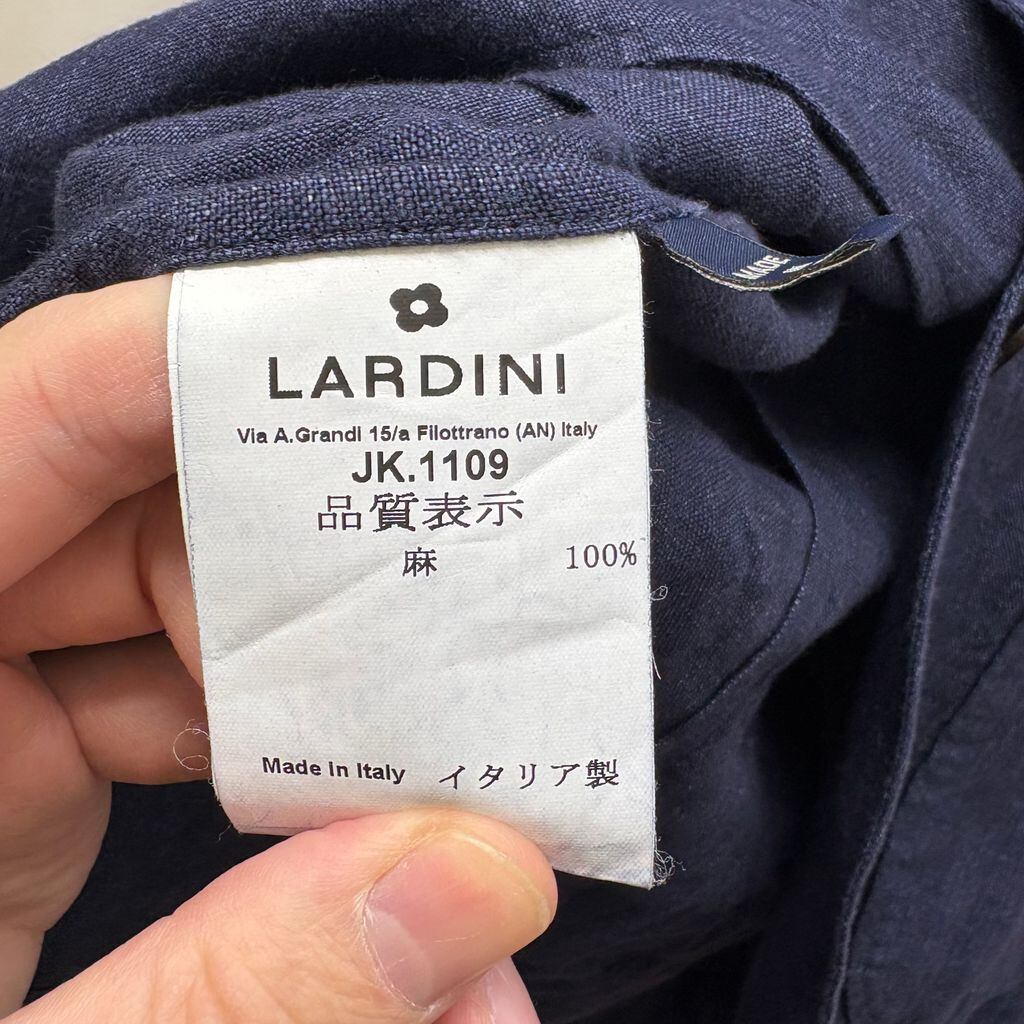 LARDINI
Via A.Grandi 15/a Filottrano (AN) Italy
JK.1109
品質表示
麻 100%
Made in Italy イタリア製
MADE